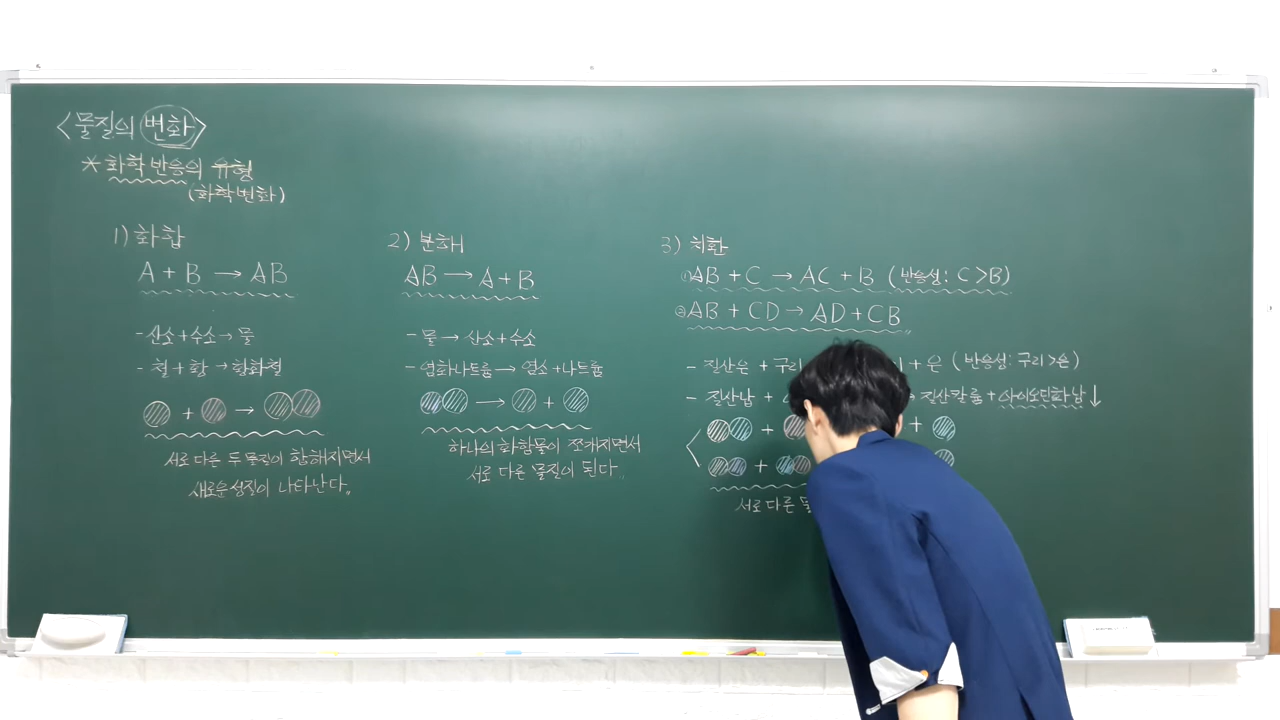 <물질의 변화>
* 화학반응의 유형
(화학변화)
1) 화합
A + B → AB
- 산소 + 수소 → 물
- 철 + 황 → 황화철
+ →
서로 다른 두 물질이 합해지면서
새로운 성질이 나타난다.
2) 분해
AB → A + B
- 물 → 산소 + 수소
- 염화나트륨 → 염소 + 나트륨
→ +
하나의 화합물이 쪼개지면서
서로 다른 물질이 된다.
3) 치환
① AB + C → AC + B (반응성: C > B)
② AB + CD → AD + CB
- 질산은 + 구리 + 은 (반응성: 구리 > 은)
- 질산납 + → 질산칼륨 + 아이오딘화 납 ↓
+ +
+
서로 다른